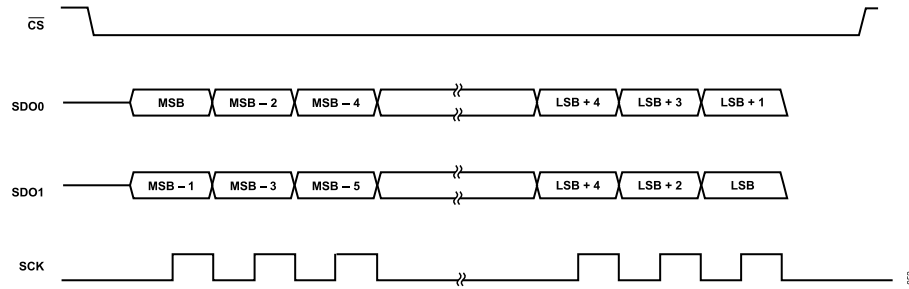 CS
SDO0 MSB MSB – 2 MSB – 4 LSB + 4 LSB + 3 LSB + 1
SDO1 MSB – 1 MSB – 3 MSB – 5 LSB + 4 LSB + 2 LSB
SCK